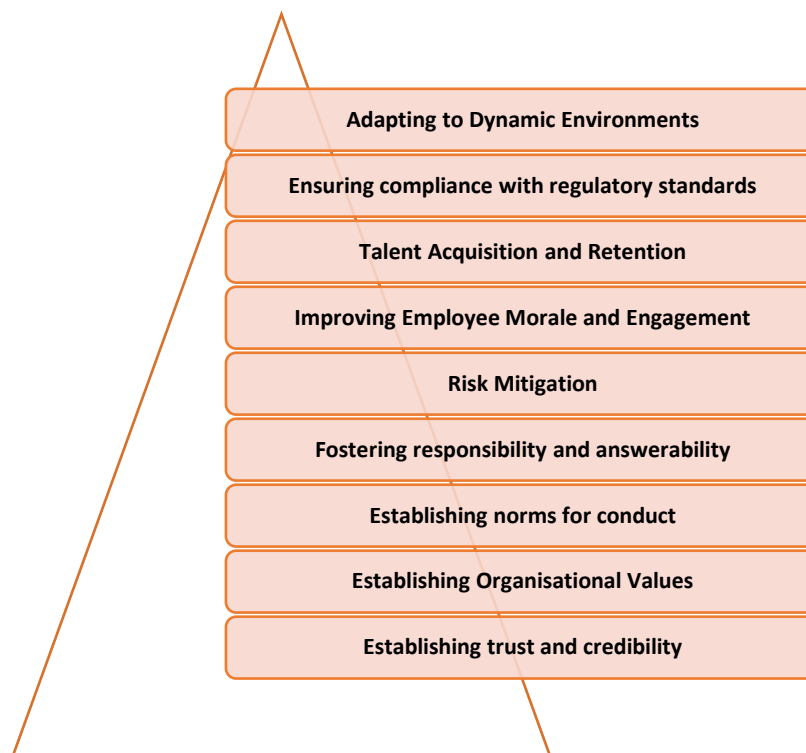 Adapting to Dynamic Environments
Ensuring compliance with regulatory standards
Talent Acquisition and Retention
Improving Employee Morale and Engagement
Risk Mitigation
Fostering responsibility and answerability
Establishing norms for conduct
Establishing Organisational Values
Establishing trust and credibility